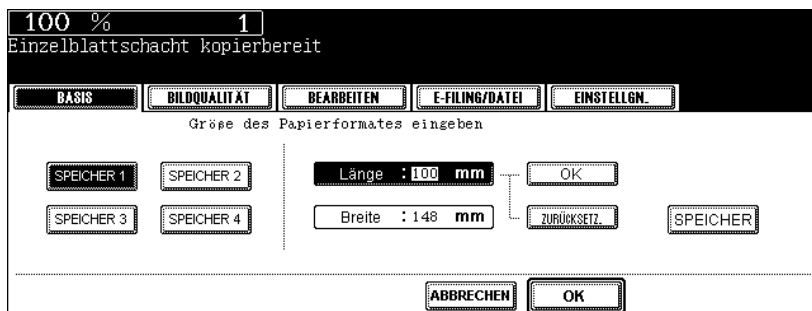 100 % 1
Einzelblattschacht kopierbereit
BASIS BILDQUALITÄT BEARBEITEN E-FILING/DATEI EINSTELLGN.
Größe des Papierformates eingeben
SPEICHER 1 SPEICHER 2 Länge : 100 mm OK
SPEICHER 3 SPEICHER 4 Breite : 148 mm ZURÜCKSETZ. SPEICHER
ABBRECHEN OK